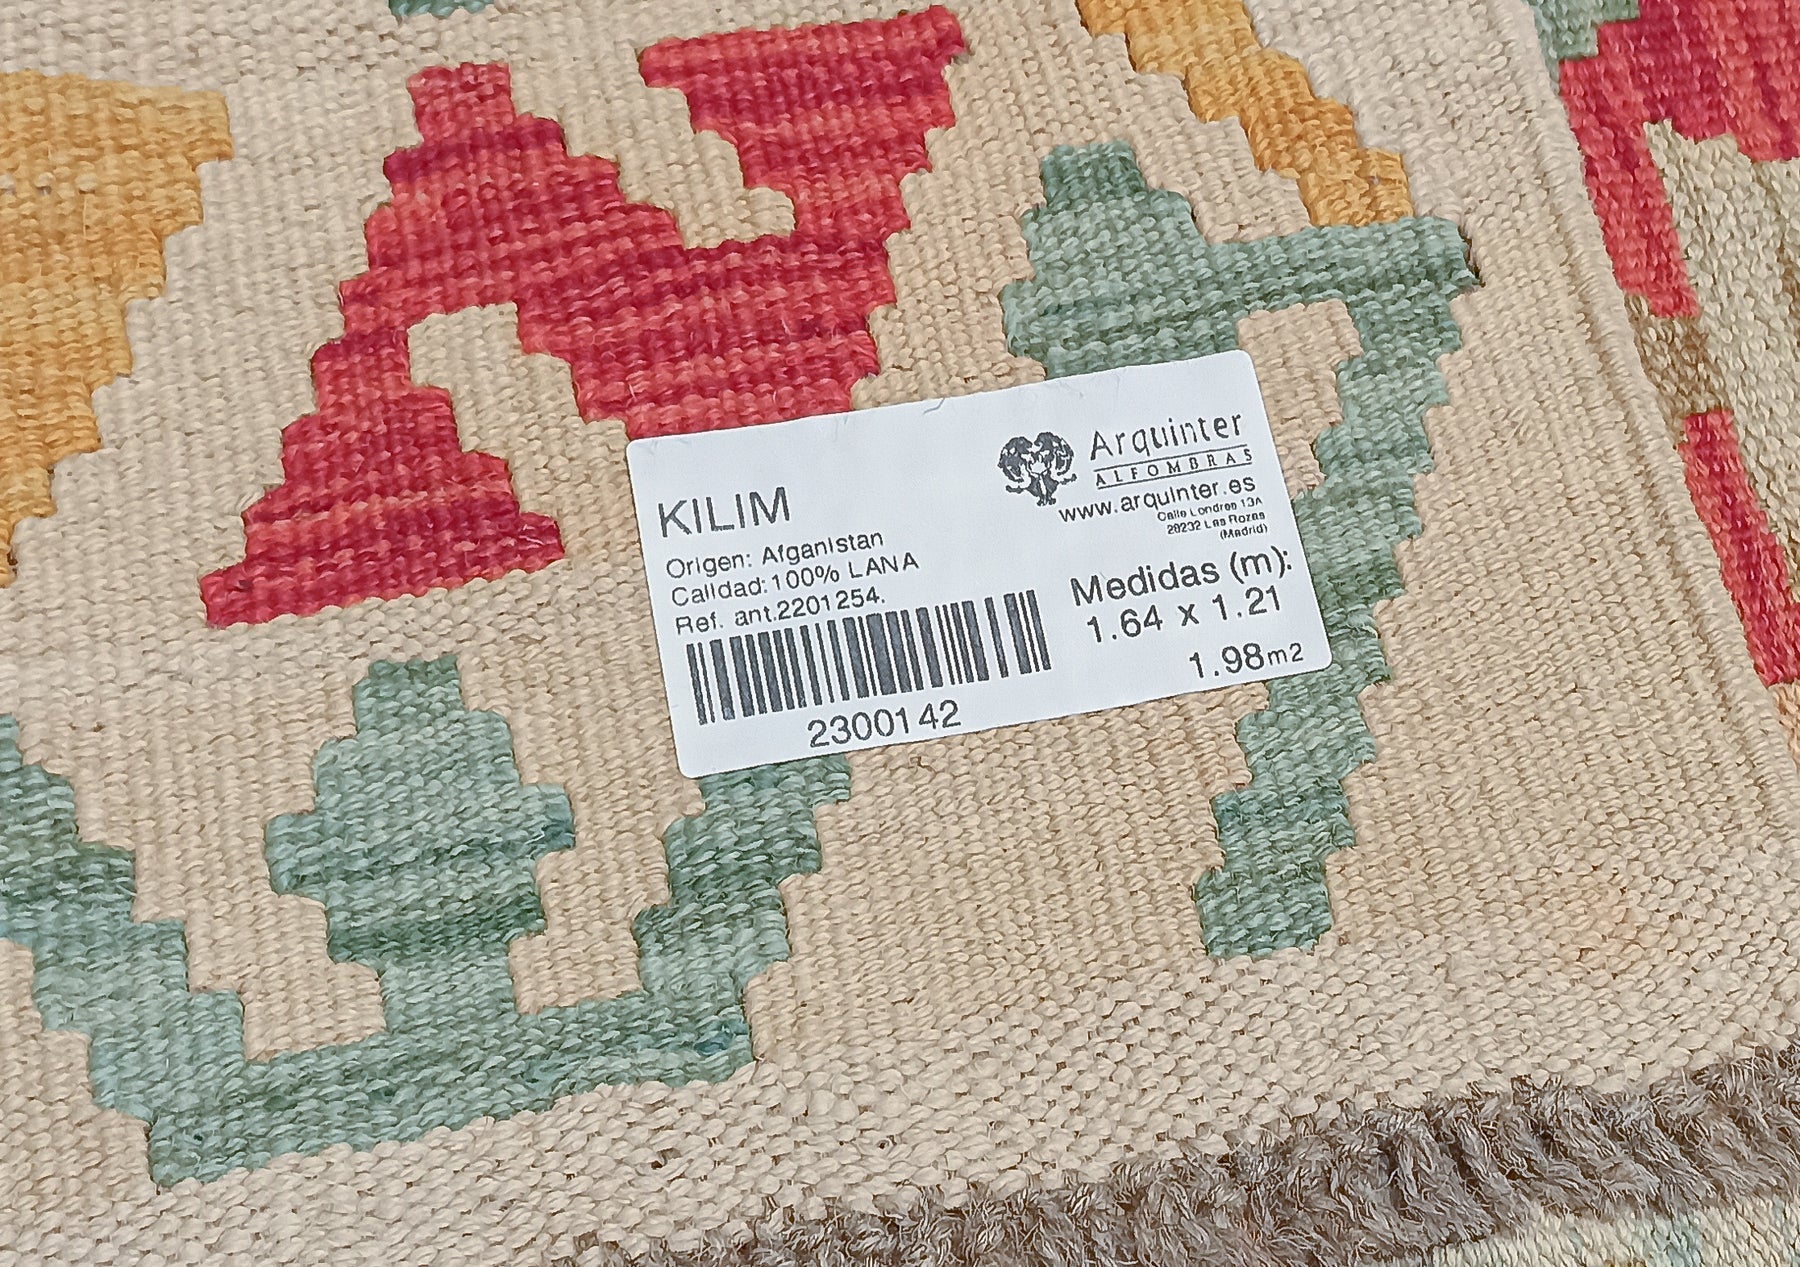 Arquinter
ALFOMBRAS
www.arquinter.es
Calle Londres 13A
28232 Las Rozas
(Madrid)
KILIM
Origen: Afganistan
Calidad:100% LANA
Ref. ant.2201254.
2300142
Medidas (m):
1.64 x 1.21
1.98m2